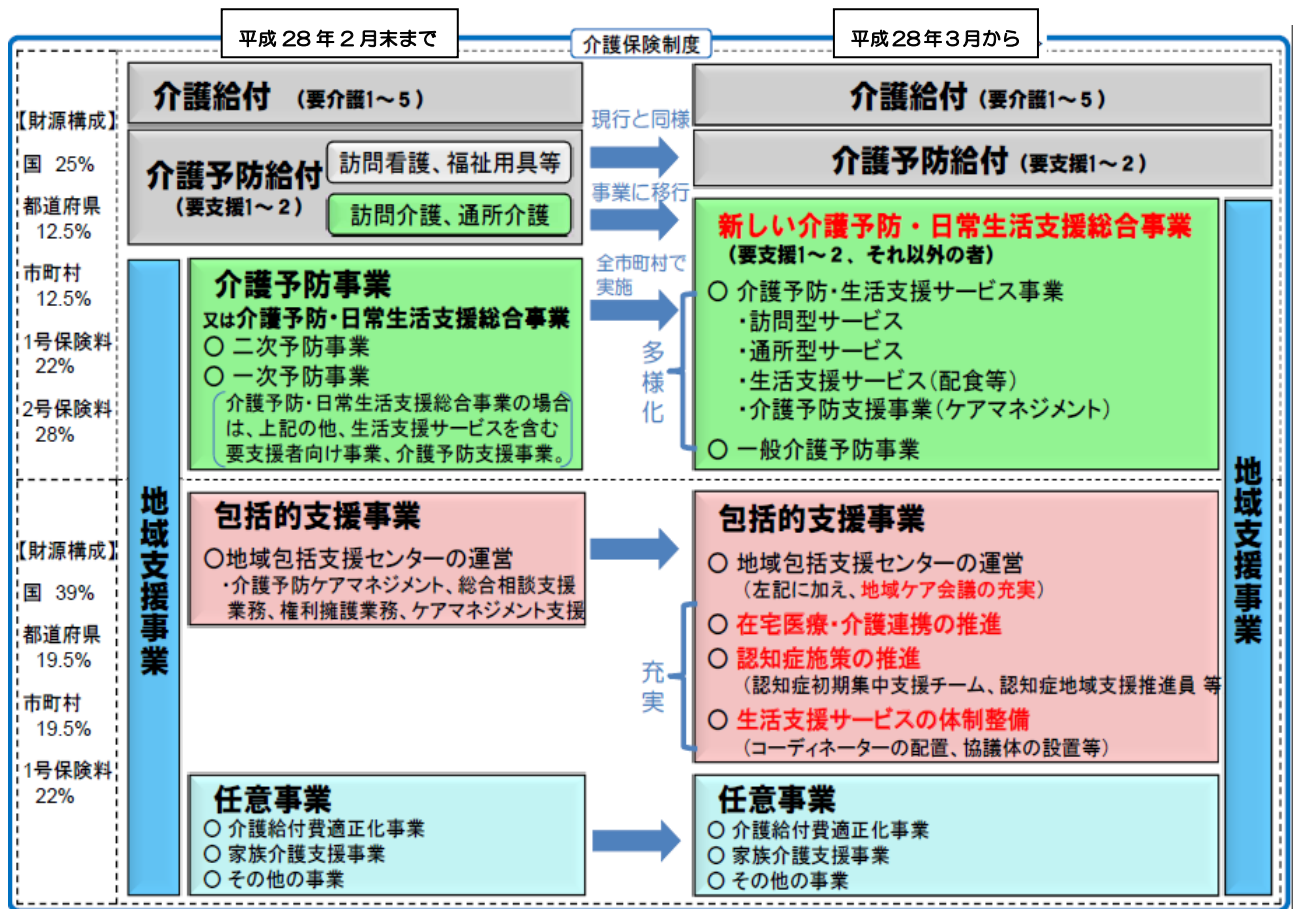 平成28年2月末まで
介護保険制度
平成28年3月から
【財源構成】
国 25%
都道府県
12.5%
市町村
12.5%
1号保険料
22%
2号保険料
28%
【財源構成】
国 39%
都道府県
19.5%
市町村
19.5%
1号保険料
22%
介護給付 (要介護1~5)
介護予防給付
(要支援1~2)
訪問看護、福祉用具等
訪問介護、通所介護
地域支援事業
介護予防事業
又は介護予防・日常生活支援総合事業
○ 二次予防事業
○ 一次予防事業
介護予防・日常生活支援総合事業の場合
は、上記の他、生活支援サービスを含む
要支援者向け事業、介護予防支援事業。
包括的支援事業
○地域包括支援センターの運営
・介護予防ケアマネジメント、総合相談支援
業務、権利擁護業務、ケアマネジメント支援
任意事業
○ 介護給付費適正化事業
○ 家族介護支援事業
○ その他の事業
現行と同様
事業に移行
全市町村で
実施
多様化
充実
介護給付 (要介護1~5)
介護予防給付 (要支援1~2)
新しい介護予防・日常生活支援総合事業
(要支援1~2、それ以外の者)
○ 介護予防・生活支援サービス事業
・訪問型サービス
・通所型サービス
・生活支援サービス(配食等)
・介護予防支援事業(ケアマネジメント)
○ 一般介護予防事業
包括的支援事業
○ 地域包括支援センターの運営
(左記に加え、地域ケア会議の充実)
○ 在宅医療・介護連携の推進
○ 認知症施策の推進
(認知症初期集中支援チーム、認知症地域支援推進員 等
○ 生活支援サービスの体制整備
(コーディネーターの配置、協議体の設置等)
任意事業
○ 介護給付費適正化事業
○ 家族介護支援事業
○ その他の事業
地域支援事業